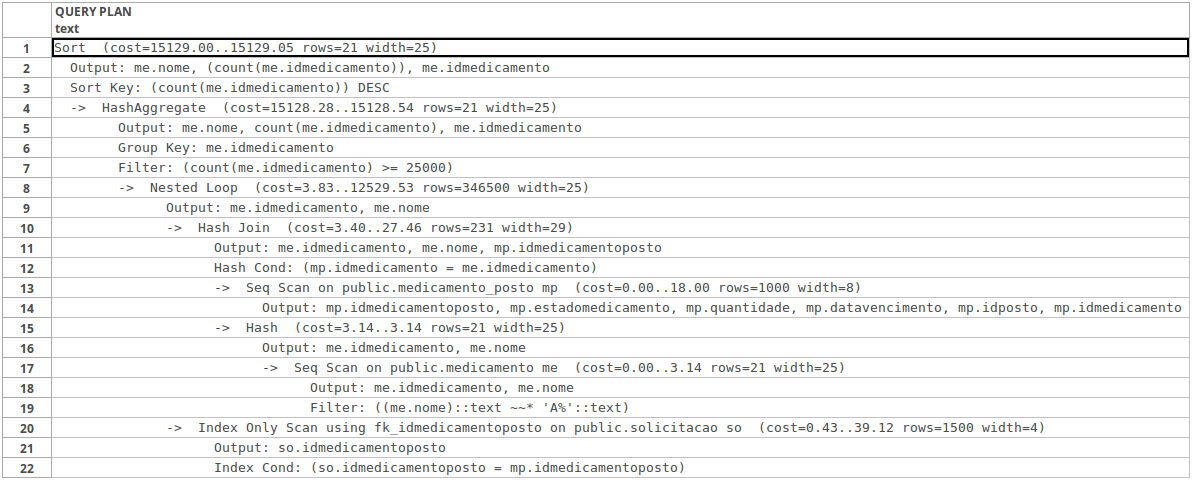 QUERY PLAN
text
1 Sort  (cost=15129.00..15129.05 rows=21 width=25)
2 Output: me.nome, (count(me.idmedicamento)), me.idmedicamento
3 Sort Key: (count(me.idmedicamento)) DESC
4 ->  HashAggregate  (cost=15128.28..15128.54 rows=21 width=25)
5 Output: me.nome, count(me.idmedicamento), me.idmedicamento
6 Group Key: me.idmedicamento
7 Filter: (count(me.idmedicamento) >= 25000)
8 ->  Nested Loop  (cost=3.83..12529.53 rows=346500 width=25)
9 Output: me.idmedicamento, me.nome
10 ->  Hash Join  (cost=3.40..27.46 rows=231 width=29)
11 Output: me.idmedicamento, me.nome, mp.idmedicamentoposto
12 Hash Cond: (mp.idmedicamento = me.idmedicamento)
13 ->  Seq Scan on public.medicamento_posto mp  (cost=0.00..18.00 rows=1000 width=8)
14 Output: mp.idmedicamentoposto, mp.estadomedicamento, mp.quantidade, mp.datavencimento, mp.idposto, mp.idmedicamento
15 ->  Hash  (cost=3.14..3.14 rows=21 width=25)
16 Output: me.idmedicamento, me.nome
17 ->  Seq Scan on public.medicamento me  (cost=0.00..3.14 rows=21 width=25)
18 Output: me.idmedicamento, me.nome
19 Filter: ((me.nome)::text ~~* 'A%'::text)
20 ->  Index Only Scan using fk_idmedicamentoposto on public.solicitacao so  (cost=0.43..39.12 rows=1500 width=4)
21 Output: so.idmedicamentoposto
22 Index Cond: (so.idmedicamentoposto = mp.idmedicamentoposto)